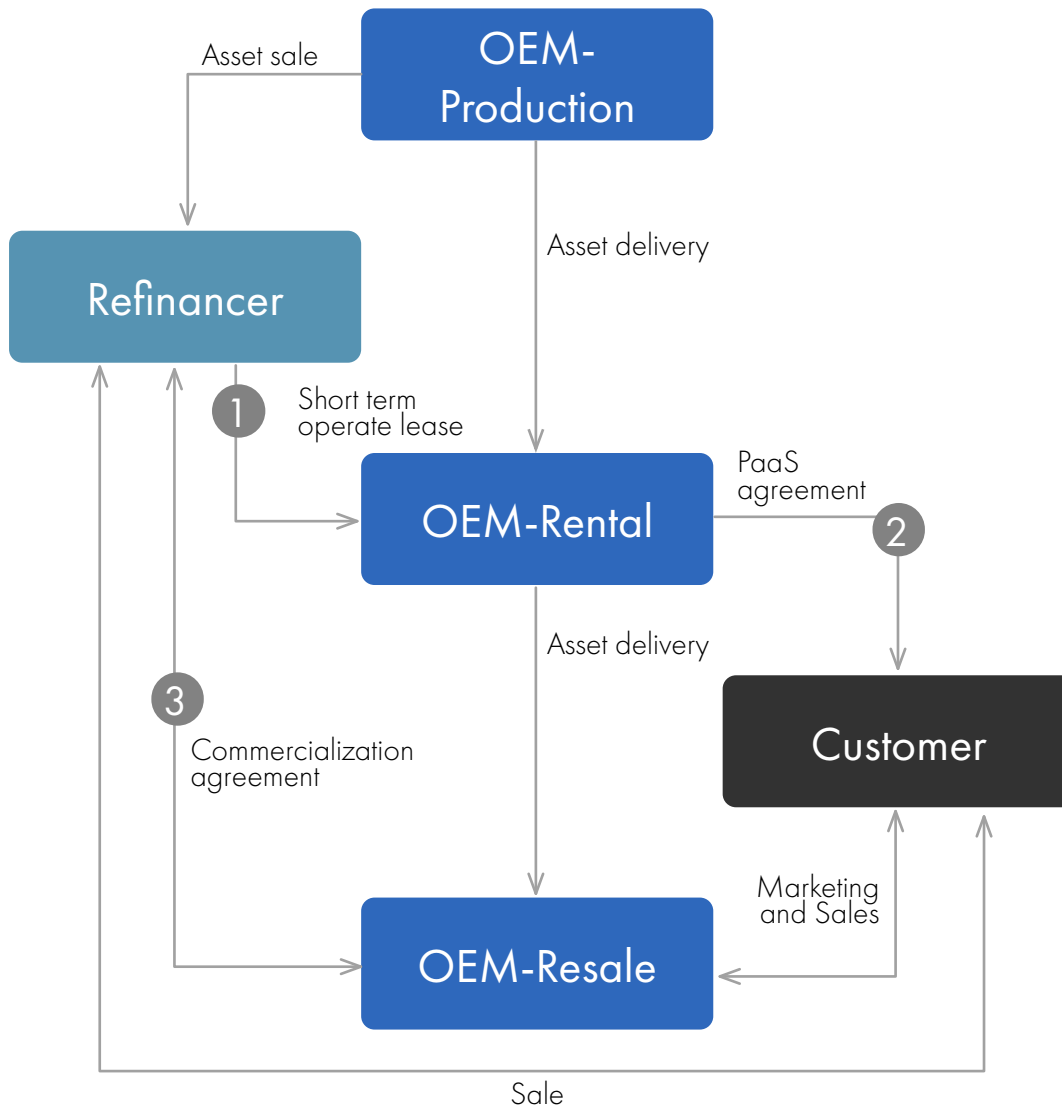 OEM-
Production
Asset sale
Asset delivery
Refinancer
1
Short term
operate lease
PaaS
agreement
OEM-Rental
2
Asset delivery
3
Customer
Commercialization
agreement
Marketing
and Sales
OEM-Resale
Sale